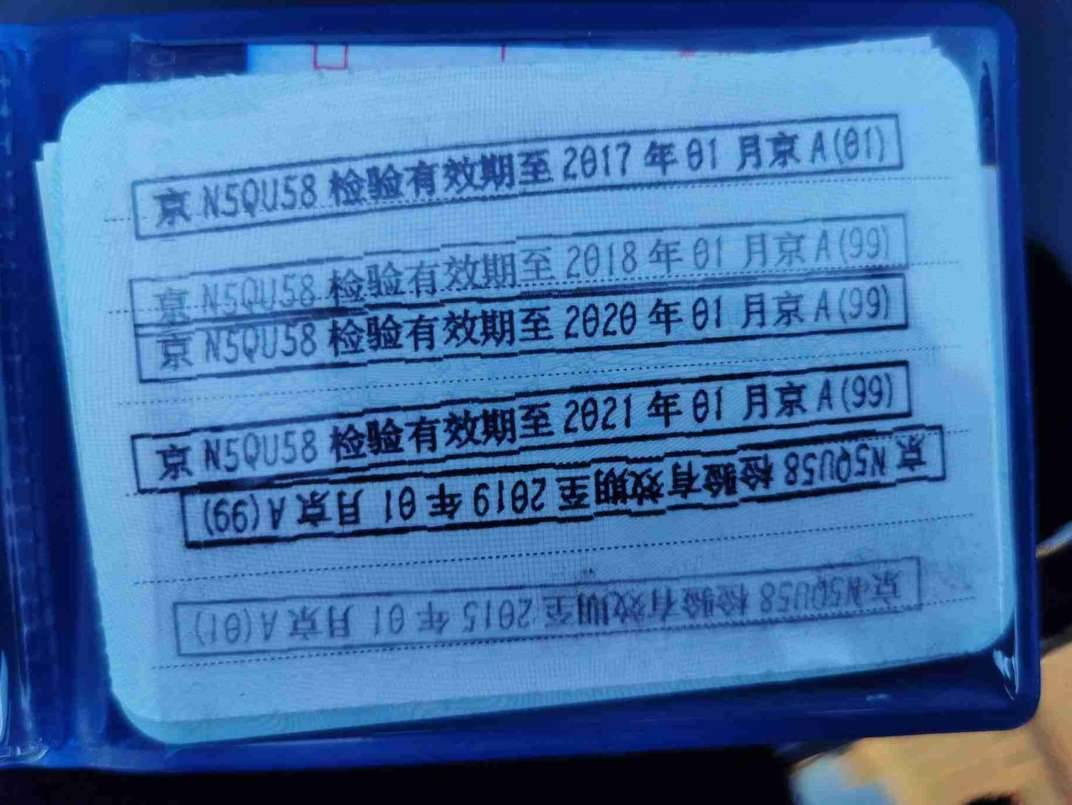 京 N5QU58 检验有效期至 2017 年 01 月京 A(01)
京 N5QU58 检验有效期至 2018 年 01 月京 A(99)
京 N5QU58 检验有效期至 2020 年 01 月京 A(99)
京 N5QU58 检验有效期至 2021 年 01 月京 A(99)
京 N5QU58 检验有效期至 2019 年 01 月京 A(99)
京 N5QU58 检验有效期至 2015 年 01 月京 A(01)